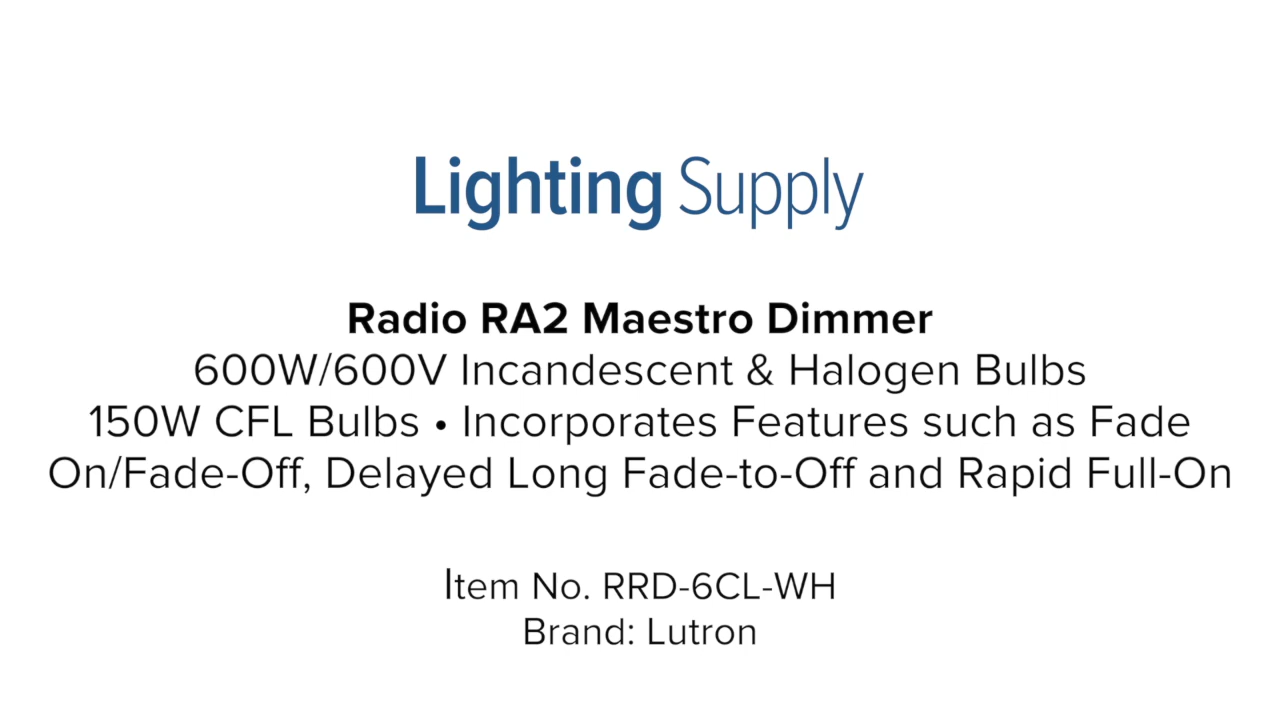 Lighting Supply
Radio RA2 Maestro Dimmer
600W/600V Incandescent & Halogen Bulbs
150W CFL Bulbs • Incorporates Features such as Fade
On/Fade-Off, Delayed Long Fade-to-Off and Rapid Full-On
Item No. RRD-6CL-WH
Brand: Lutron